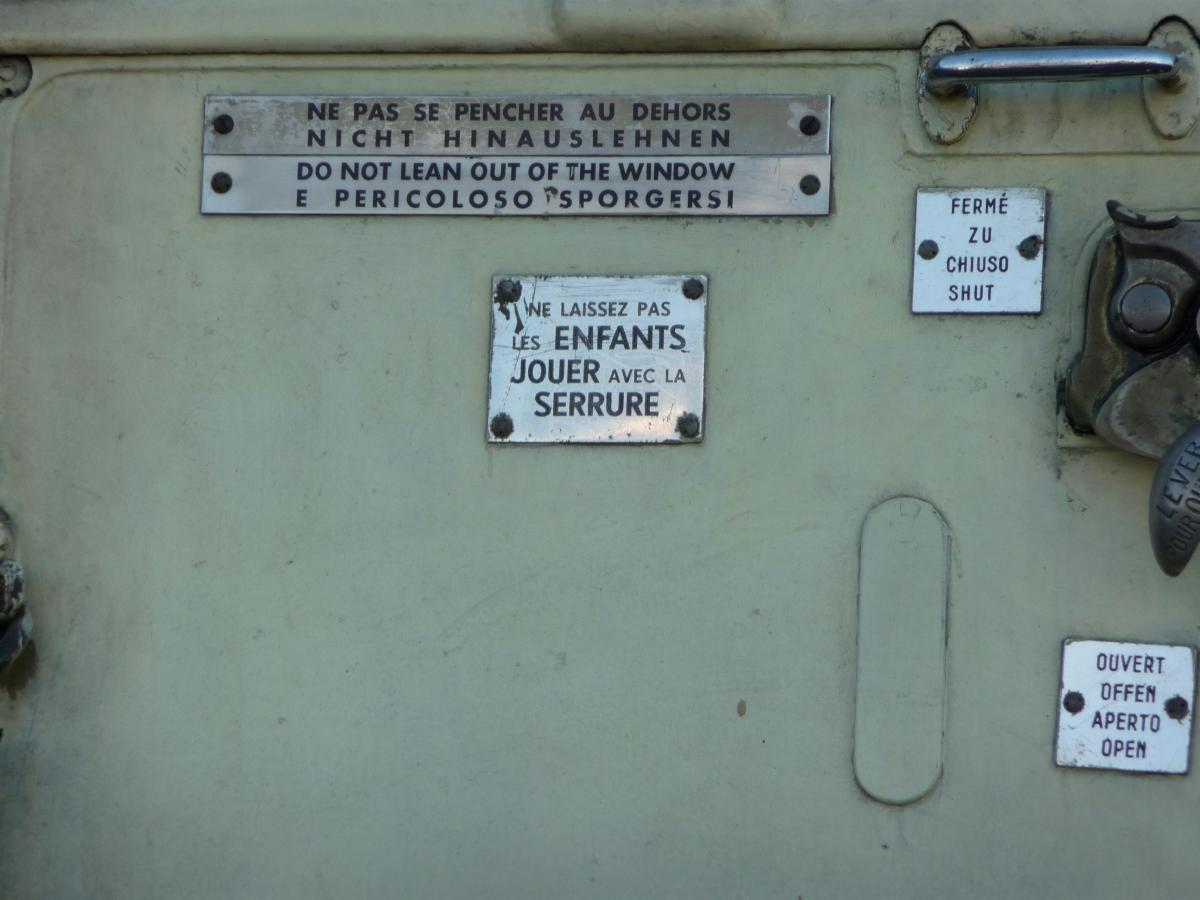 NE PAS SE PENCHER AU DEHORS
NICHT HINAUSLEHNEN
DO NOT LEAN OUT OF THE WINDOW
E PERICOLOSO SPORGERSI
FERMÉ
ZU
CHIUSO
SHUT
NE LAISSEZ PAS
LES ENFANTS
JOUER AVEC LA
SERRURE
LEVER
OUVERT
OFFEN
APERTO
OPEN